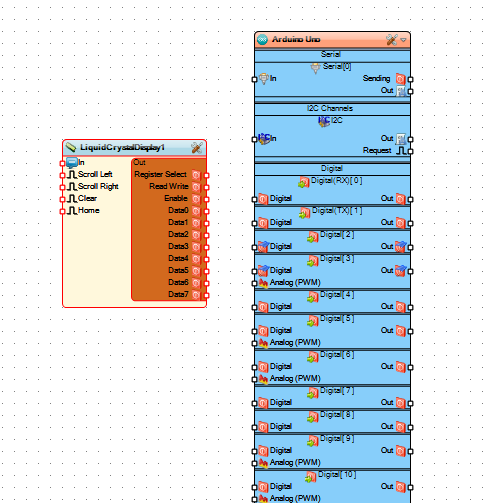 Arduino Uno
Serial
Serial[0]
In
Sending
Out
I2C Channels
I2C
In
Out
Request
Digital
Digital(RX)[ 0 ]
Digital
Out
Digital(TX)[ 1 ]
Digital
Out
Digital[ 2 ]
Digital
Out
Digital[ 3 ]
Digital
Out
Analog (PWM)
Digital[ 4 ]
Digital
Out
Digital[ 5 ]
Digital
Out
Analog (PWM)
Digital[ 6 ]
Digital
Out
Analog (PWM)
Digital[ 7 ]
Digital
Out
Digital[ 8 ]
Digital
Out
Digital[ 9 ]
Digital
Out
Analog (PWM)
Digital[ 10 ]
Digital
Out
Analog (PWM)
LiquidCrystalDisplay1
In
Out
Scroll Left
Register Select
Scroll Right
Read Write
Clear
Enable
Home
Data0
Data1
Data2
Data3
Data4
Data5
Data6
Data7